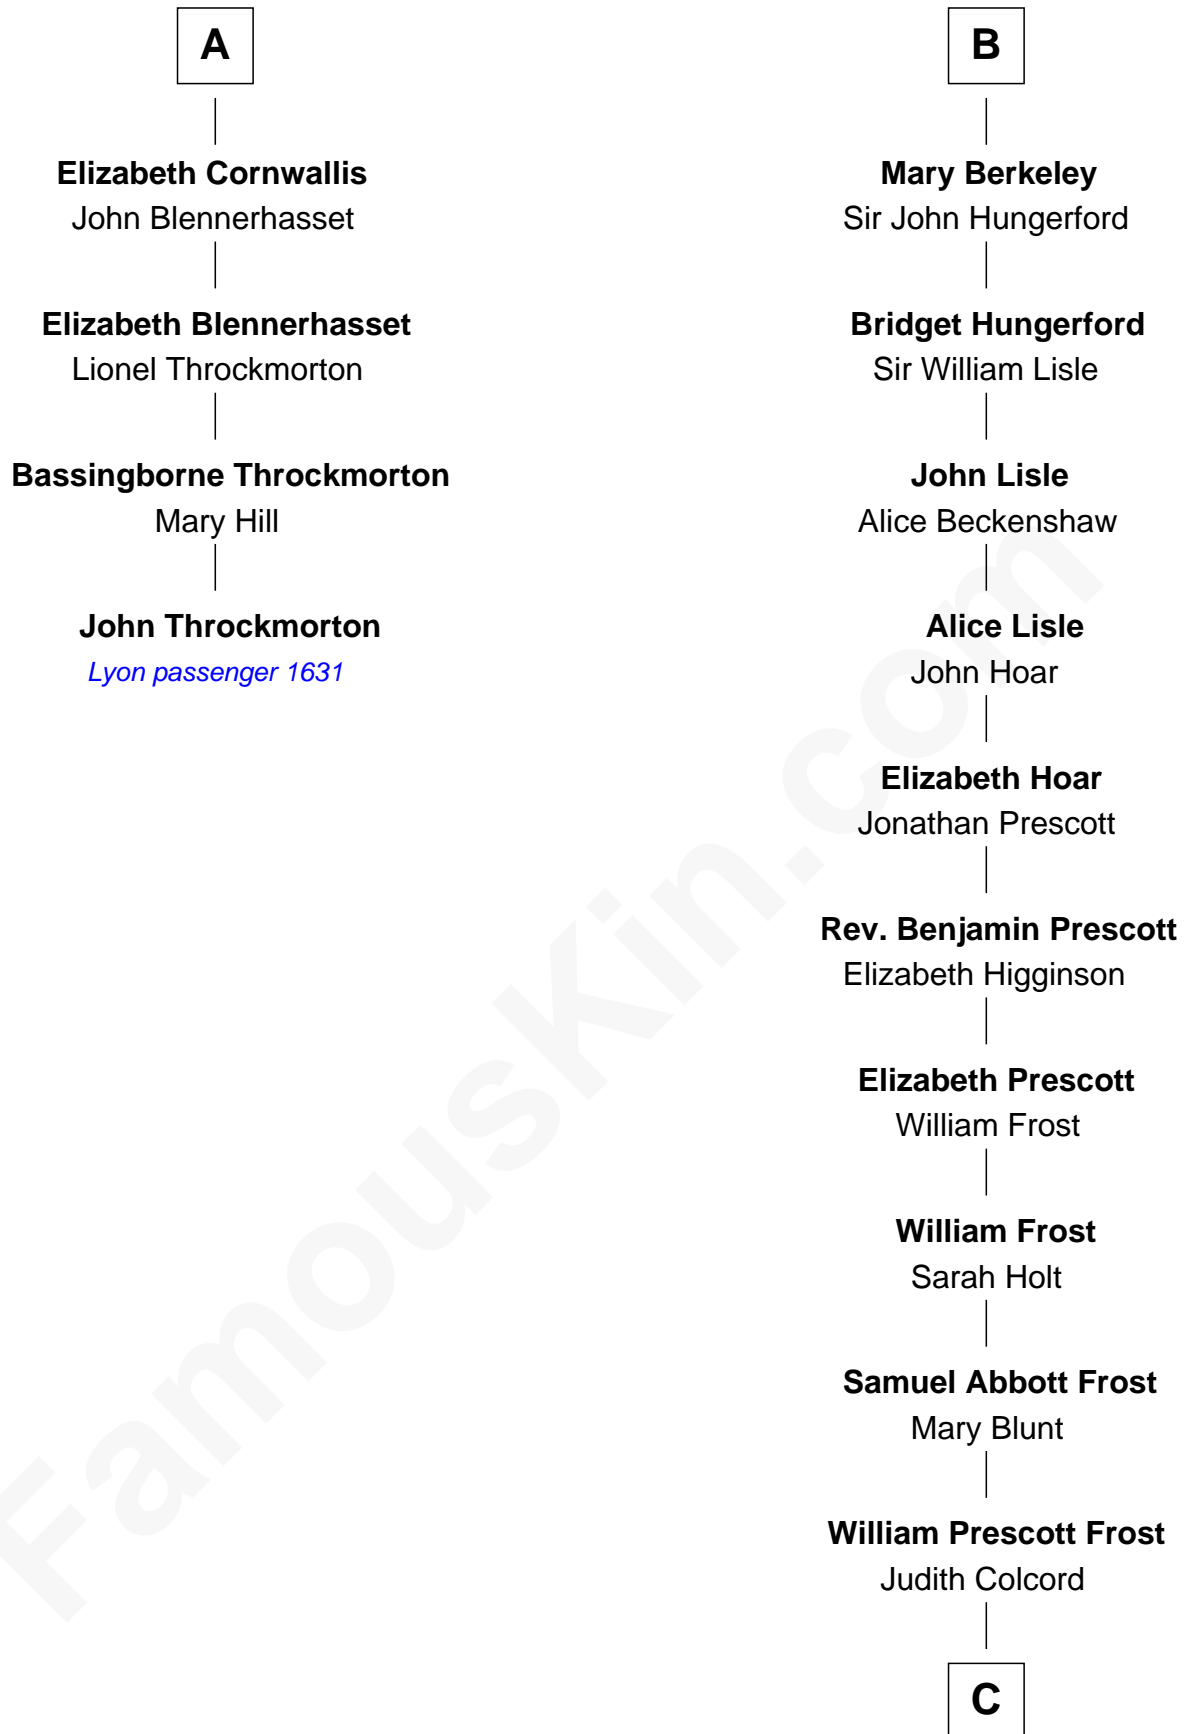 A
Elizabeth Cornwallis
John Blennerhasset
Elizabeth Blennerhasset
Lionel Throckmorton
Bassingborne Throckmorton
Mary Hill
John Throckmorton
Lyon passenger 1631
B
Mary Berkeley
Sir John Hungerford
Bridget Hungerford
Sir William Lisle
John Lisle
Alice Beckenshaw
Alice Lisle
John Hoar
Elizabeth Hoar
Jonathan Prescott
Rev. Benjamin Prescott
Elizabeth Higginson
Elizabeth Prescott
William Frost
William Frost
Sarah Holt
Samuel Abbott Frost
Mary Blunt
William Prescott Frost
Judith Colcord
C
FamousKin.com